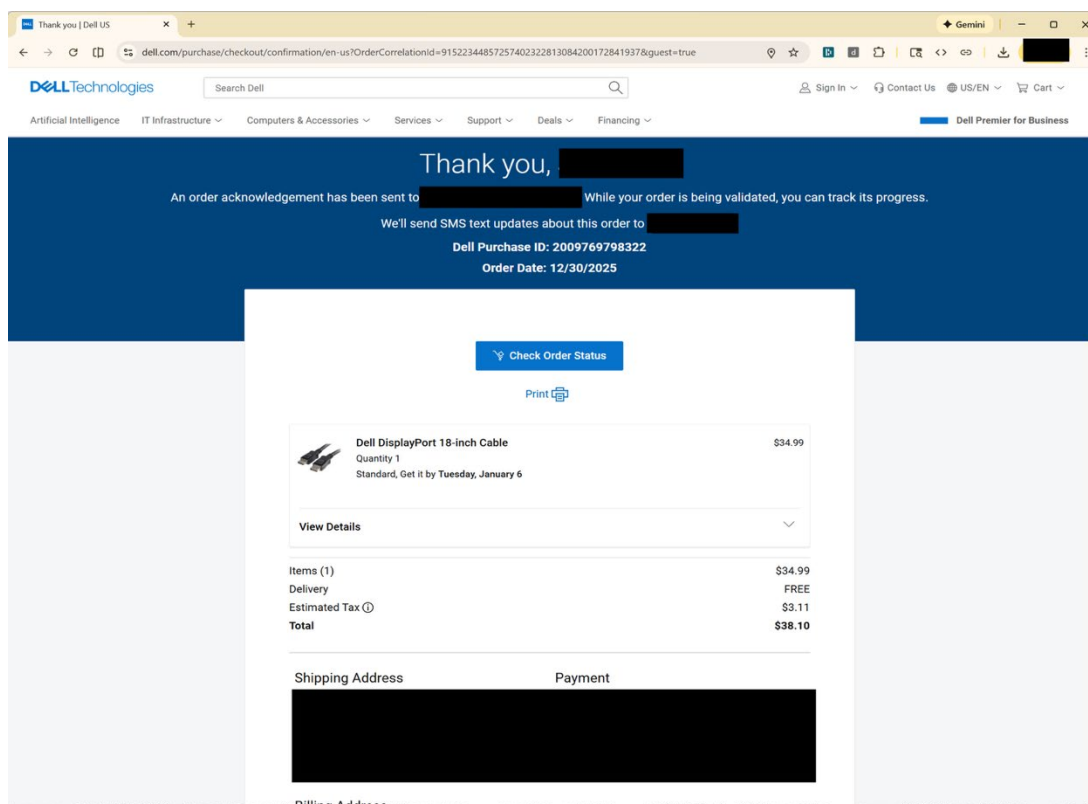 Thank you | Dell US
Gemini
dell.com/purchase/checkout/confirmation/en-us?OrderCorrelationId=91522344857257402322813084200172841937&guest=true
DELLTechnologies
Search Dell
Sign In
Contact Us
US/EN
Cart
Artificial Intelligence IT Infrastructure Computers & Accessories Services Support Deals Financing
Dell Premier for Business
Thank you,
An order acknowledgement has been sent to While your order is being validated, you can track its progress.
We'll send SMS text updates about this order to
Dell Purchase ID: 2009769798322
Order Date: 12/30/2025
Check Order Status
Print
Dell DisplayPort 18-inch Cable $34.99
Quantity 1
Standard, Get it by Tuesday, January 6
View Details
Items (1) $34.99
Delivery FREE
Estimated Tax $3.11
Total $38.10
Shipping Address Payment
Billing Address